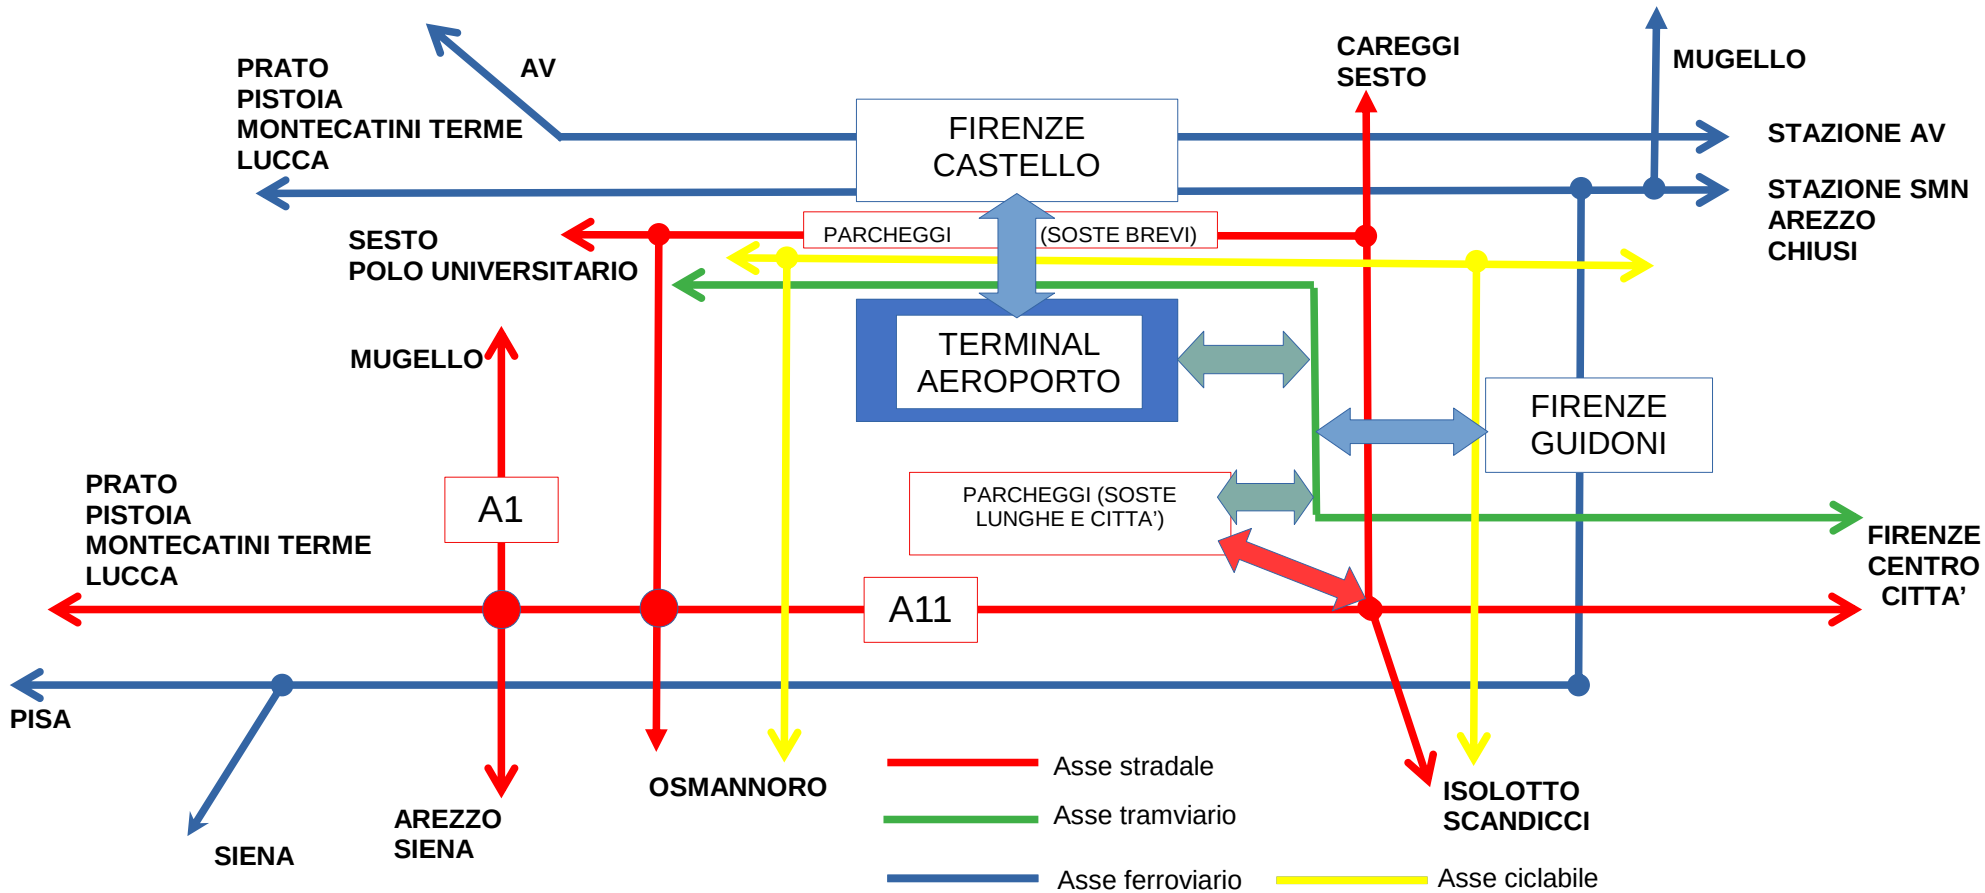 AV
PRATO
PISTOIA
MONTECATINI TERME
LUCCA
FIRENZE
CASTELLO
CAREGGI
SESTO
MUGELLO
STAZIONE AV
STAZIONE SMN
AREZZO
CHIUSI
SESTO
POLO UNIVERSITARIO
PARCHEGGI (SOSTE BREVI)
MUGELLO
TERMINAL
AEROPORTO
FIRENZE
GUIDONI
PRATO
PISTOIA
MONTECATINI TERME
LUCCA
A1
PARCHEGGI (SOSTE
LUNGHE E CITTA’)
A11
FIRENZE
CENTRO
CITTA’
PISA
SIENA
AREZZO
SIENA
OSMANNORO
ISOLOTTO
SCANDICCI
Asse stradale
Asse tramviario
Asse ferroviario
Asse ciclabile